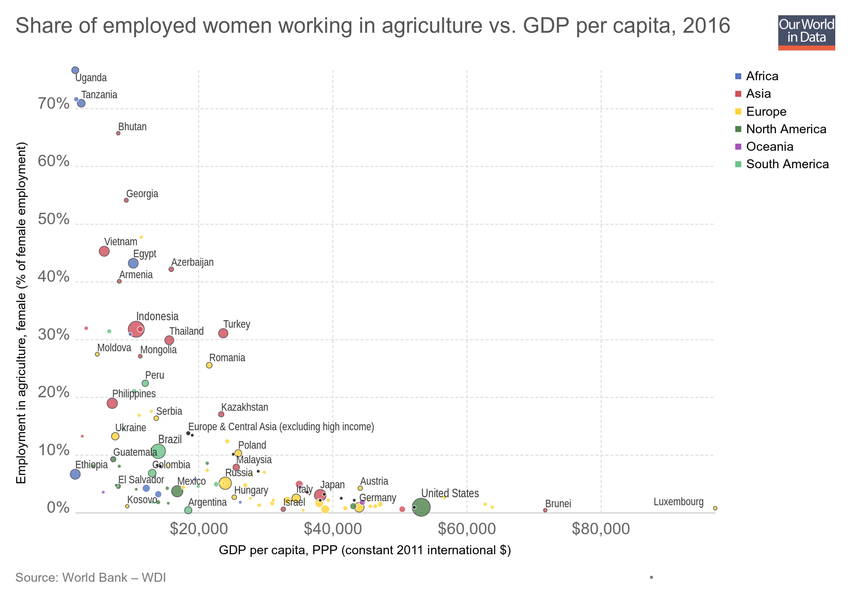 Share of employed women working in agriculture vs. GDP per capita, 2016
Our World
in Data
Africa
Asia
Europe
North America
Oceania
South America
Employment in agriculture, female (% of female employment)
70%
60%
50%
40%
30%
20%
10%
0%
Uganda
Tanzania
Bhutan
Georgia
Vietnam
Egypt
Azerbaijan
Armenia
Indonesia
Thailand
Turkey
Moldova
Mongolia
Romania
Peru
Philippines
Serbia
Kazakhstan
Ukraine
Europe & Central Asia (excluding high income)
Brazil
Poland
Guatemala
Malaysia
Ethiopia
Colombia
Russia
El Salvador
Mexico
Hungary
Italy
Japan
Austria
Kosovo
Argentina
Israel
Germany
United States
Brunei
Luxembourg
$20,000
$40,000
$60,000
$80,000
GDP per capita, PPP (constant 2011 international $)
Source: World Bank – WDI